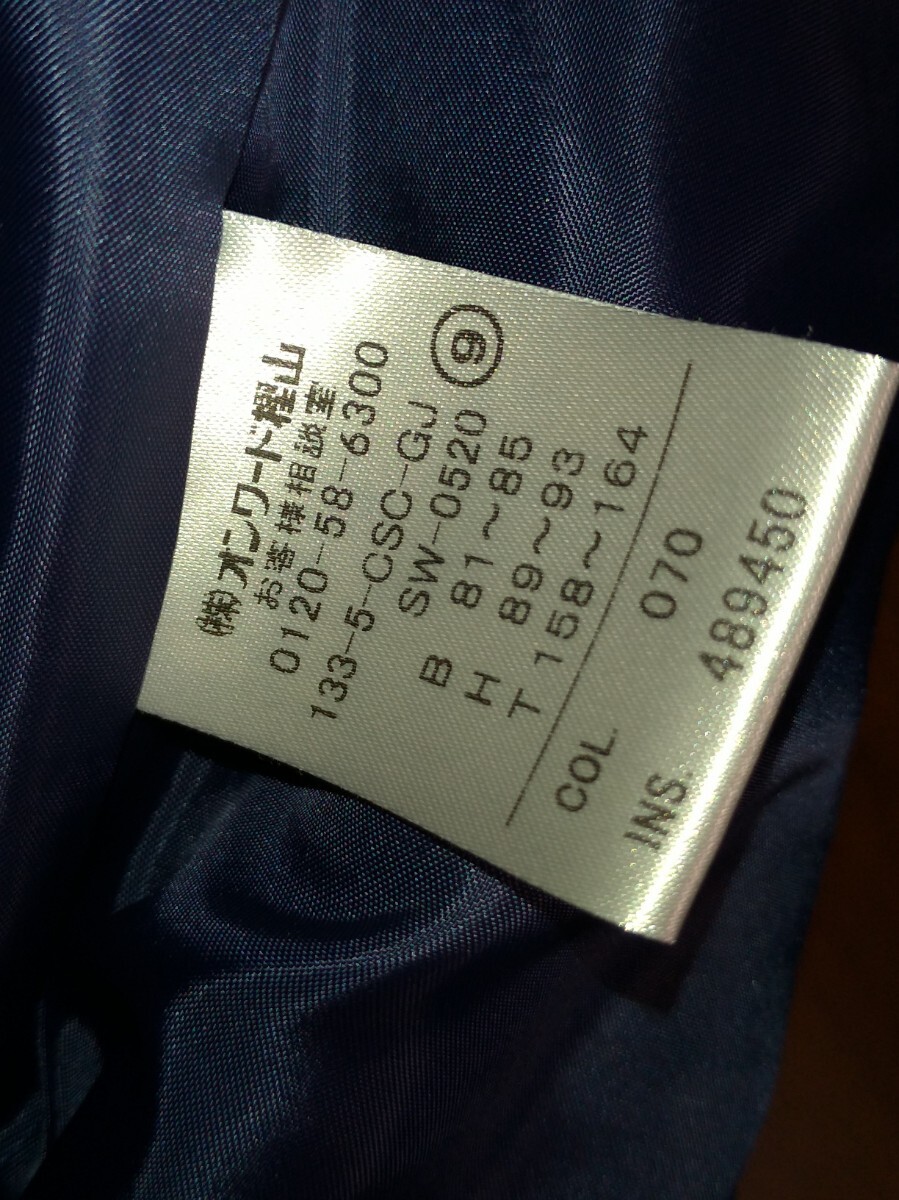 ㈱オンワード樫山
お客様相談室
0120-58-6300
133-5-CSC-GJ
SW-0520 ⑨
B 81～85
H 89～93
T 158～164
COL. 070
INS. 489450